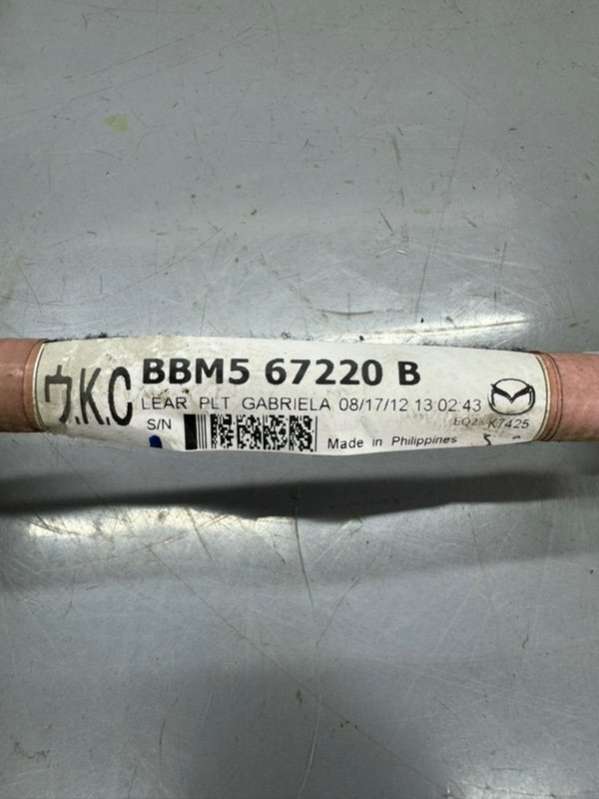 ウ.K.C
BBM5 67220 B
LEAR PLT GABRIELA 08/17/12 13:02:43
S/N
K7425
Made in Philippines